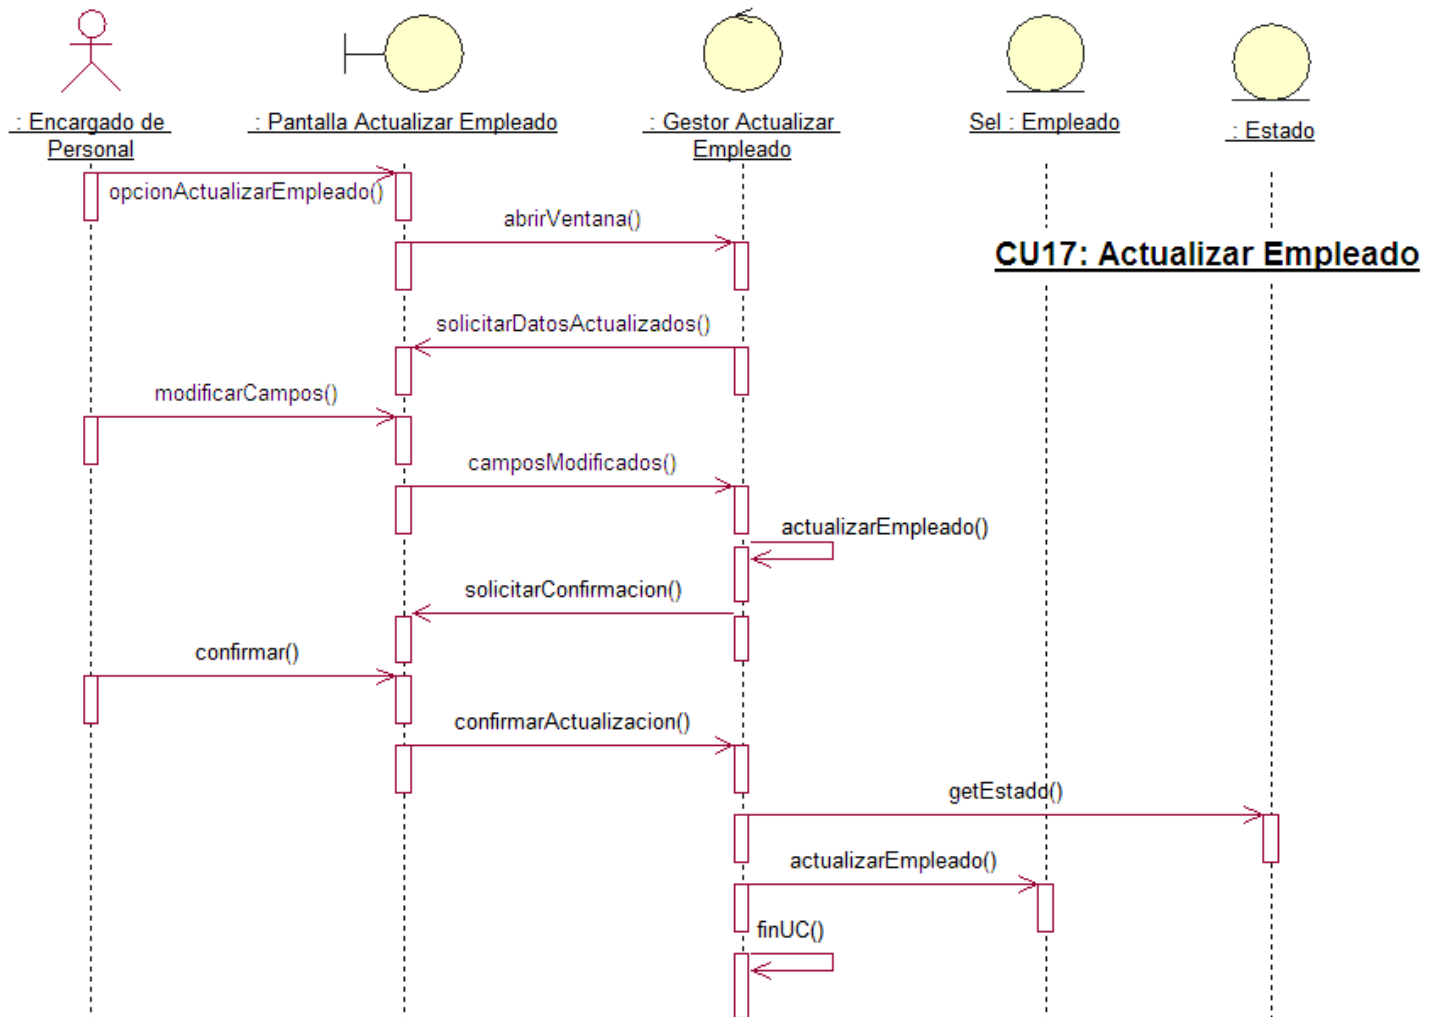 : Encargado de
Personal
: Pantalla Actualizar Empleado
: Gestor Actualizar
Empleado
Sel : Empleado
: Estado
opcionActualizarEmpleado()
abrirVentana()
CU17: Actualizar Empleado
solicitarDatosActualizados()
modificarCampos()
camposModificados()
actualizarEmpleado()
solicitarConfirmacion()
confirmar()
confirmarActualizacion()
getEstado()
actualizarEmpleado()
finUC()